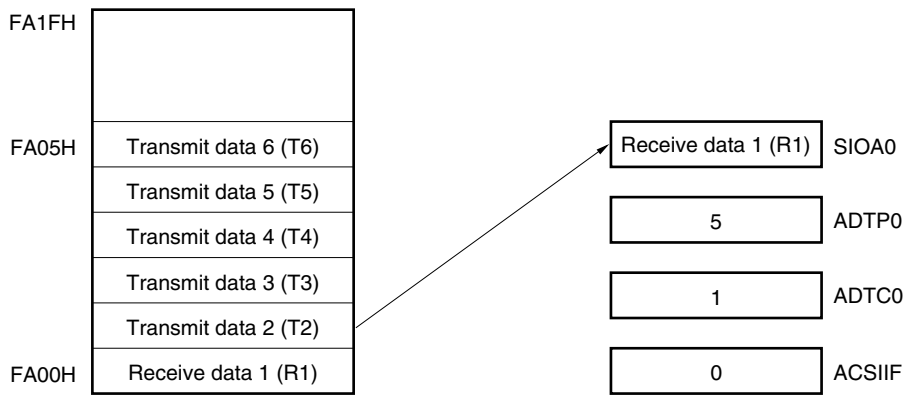 FA1FH
FA05H Transmit data 6 (T6) Receive data 1 (R1) SIOA0
Transmit data 5 (T5)
5 ADTP0
Transmit data 4 (T4)
Transmit data 3 (T3)
1 ADTC0
Transmit data 2 (T2)
FA00H Receive data 1 (R1) 0 ACSIIF